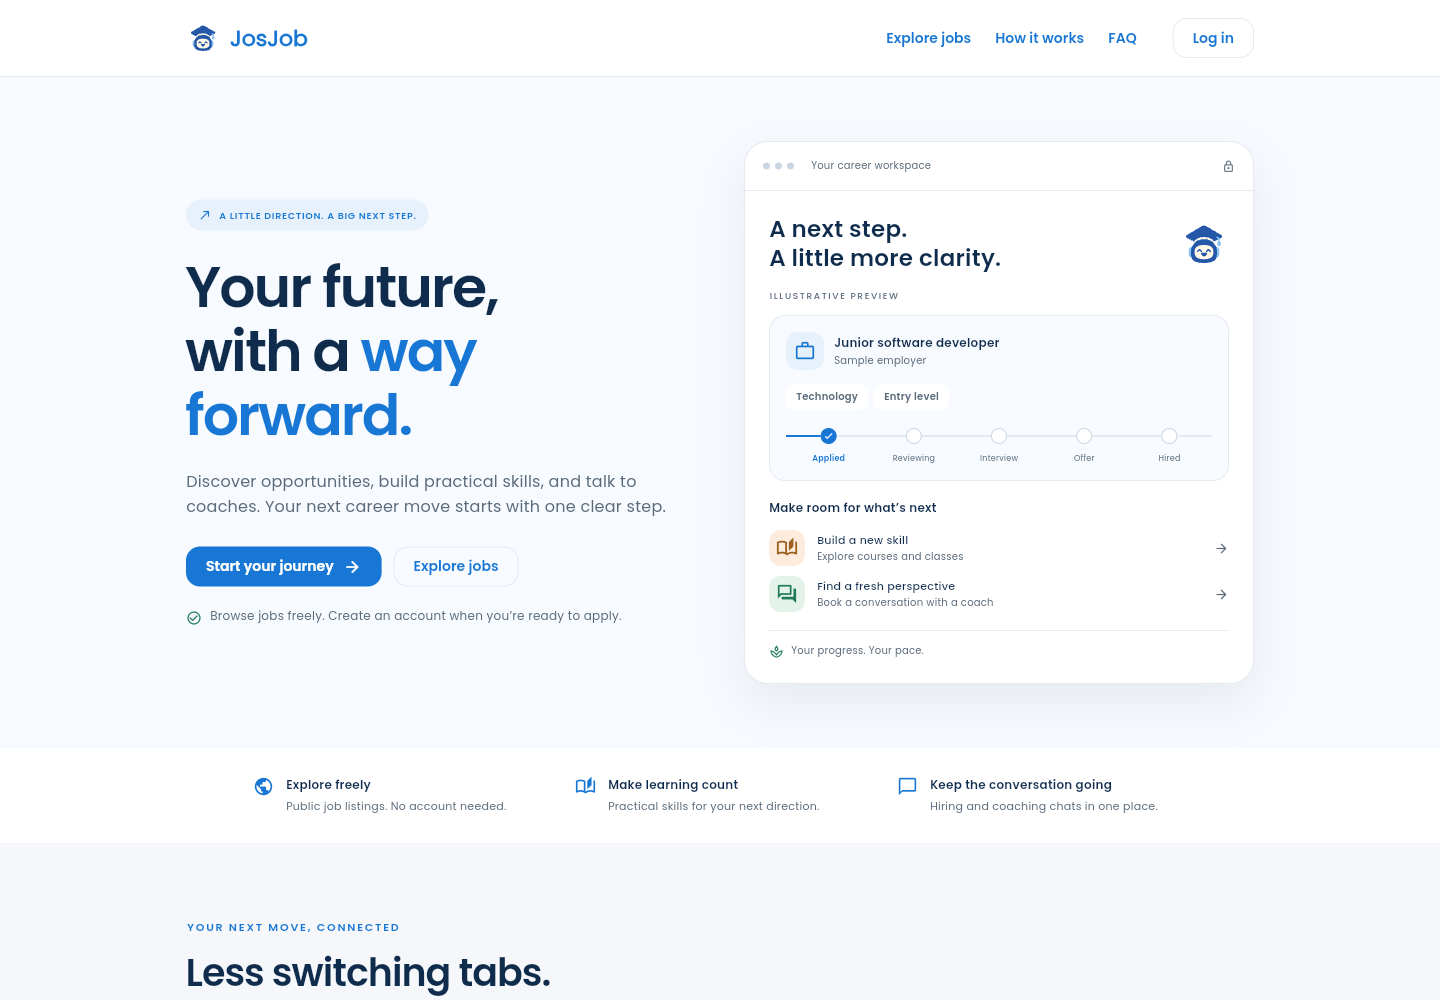 JosJob
Explore jobs
How it works
FAQ
Log in
A LITTLE DIRECTION. A BIG NEXT STEP.
Your future,
with a way
forward.
Discover opportunities, build practical skills, and talk to
coaches. Your next career move starts with one clear step.
Start your journey
Explore jobs
Browse jobs freely. Create an account when you’re ready to apply.
Your career workspace
A next step.
A little more clarity.
ILLUSTRATIVE PREVIEW
Junior software developer
Sample employer
Technology
Entry level
Applied
Reviewing
Interview
Offer
Hired
Make room for what’s next
Build a new skill
Explore courses and classes
Find a fresh perspective
Book a conversation with a coach
Your progress. Your pace.
Explore freely
Public job listings. No account needed.
Make learning count
Practical skills for your next direction.
Keep the conversation going
Hiring and coaching chats in one place.
YOUR NEXT MOVE, CONNECTED
Less switching tabs.